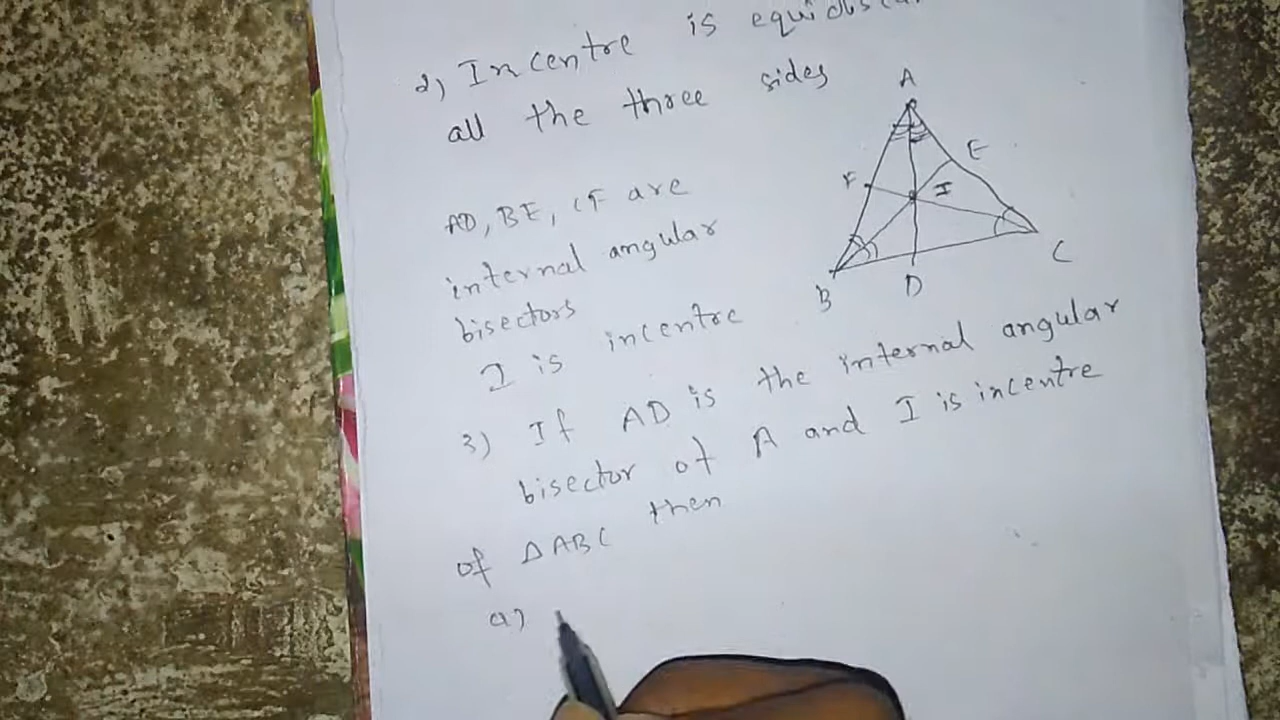 2) Incentre is
all the three sides
AD, BE, CF are
internal angular
bisectors
I is incentre
A
E
F
I
B
D
C
3) If AD is the internal angular
bisector of A and I is incentre
of ΔABC then
a)